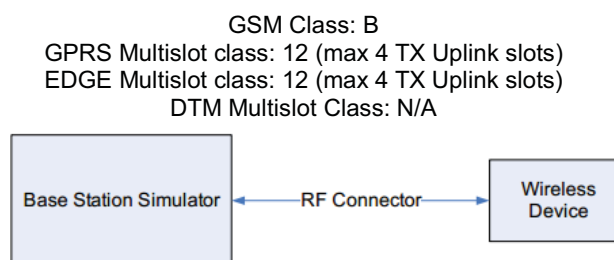 GSM Class: B
GPRS Multislot class: 12 (max 4 TX Uplink slots)
EDGE Multislot class: 12 (max 4 TX Uplink slots)
DTM Multislot Class: N/A
Base Station Simulator
RF Connector
Wireless
Device